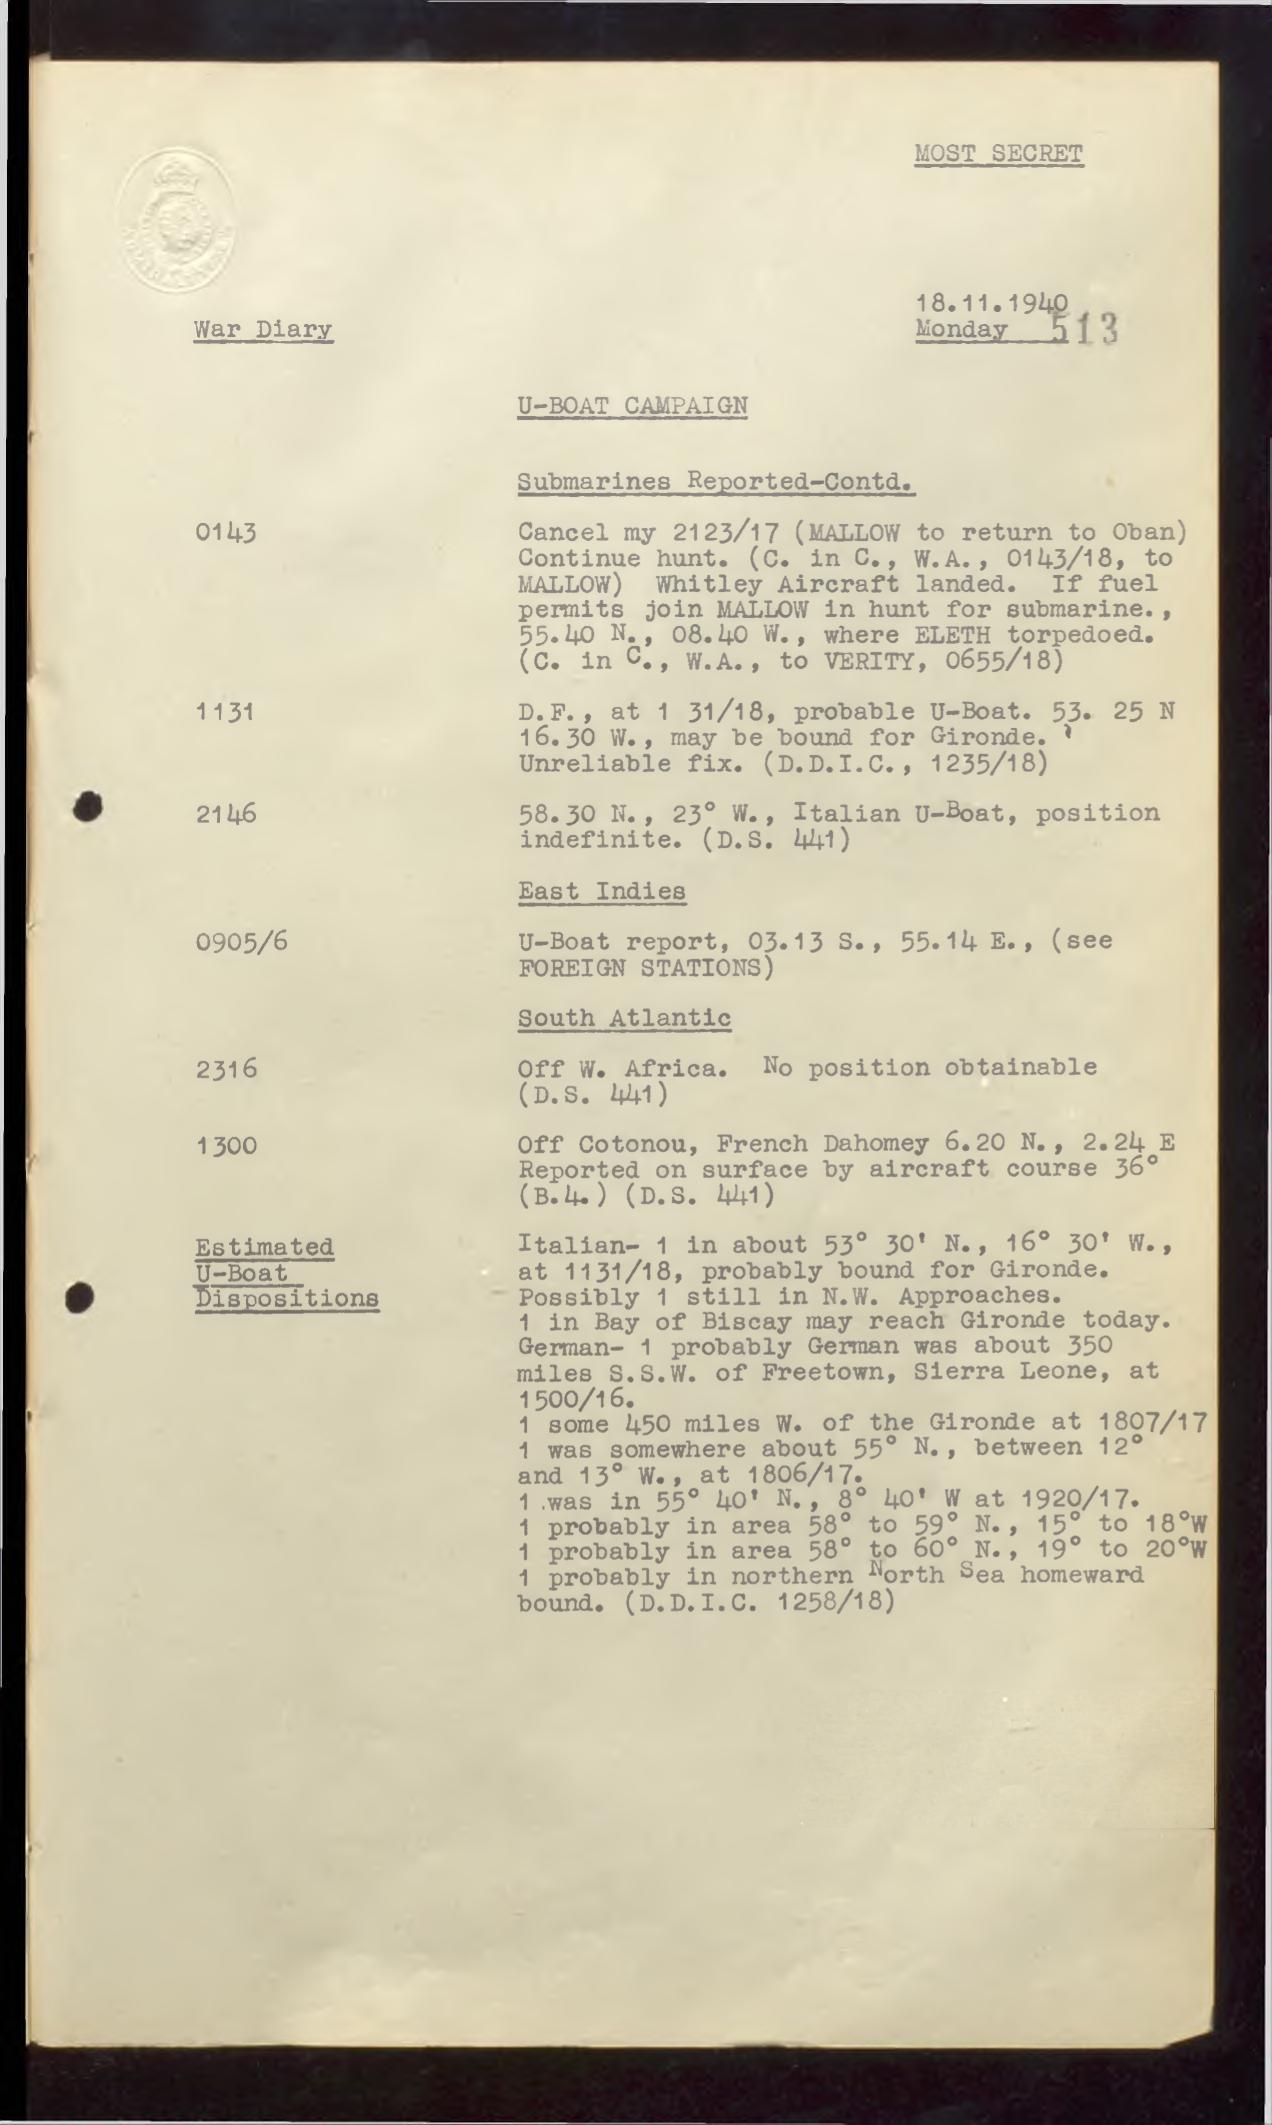 MOST SECRET
18.11.1940
War Diary
Monday 513
U-BOAT CAMPAIGN
Submarines Reported-Contd.
0143 Cancel my 2123/17 (MALLOW to return to Oban)
Continue hunt. (C. in C., W.A., 0143/18, to
MALLOW) Whitley Aircraft landed. If fuel
permits join MALLOW in hunt for submarine.,
55.40 N., 08.40 W., where ELETH torpedoed.
(C. in C., W.A., to VERITY, 0655/18)
1131 D.F., at 1 31/18, probable U-Boat. 53. 25 N
16.30 W., may be bound for Gironde.
Unreliable fix. (D.D.I.C., 1235/18)
2146 58.30 N., 23° W., Italian U-Boat, position
indefinite. (D.S. 441)
East Indies
0905/6 U-Boat report, 03.13 S., 55.14 E., (see
FOREIGN STATIONS)
South Atlantic
2316 Off W. Africa. No position obtainable
(D.S. 441)
1300 Off Cotonou, French Dahomey 6.20 N., 2.24 E
Reported on surface by aircraft course 36°
(B.4.) (D.S. 441)
Estimated Italian- 1 in about 53° 30' N., 16° 30' W.,
U-Boat at 1131/18, probably bound for Gironde.
Dispositions Possibly 1 still in N.W. Approaches.
1 in Bay of Biscay may reach Gironde today.
German- 1 probably German was about 350
miles S.S.W. of Freetown, Sierra Leone, at
1500/16.
1 some 450 miles W. of the Gironde at 1807/17
1 was somewhere about 55° N., between 12°
and 13° W., at 1806/17.
1 .was in 55° 40' N., 8° 40' W at 1920/17.
1 probably in area 58° to 59° N., 15° to 18°W
1 probably in area 58° to 60° N., 19° to 20°W
1 probably in northern North Sea homeward
bound. (D.D.I.C. 1258/18)